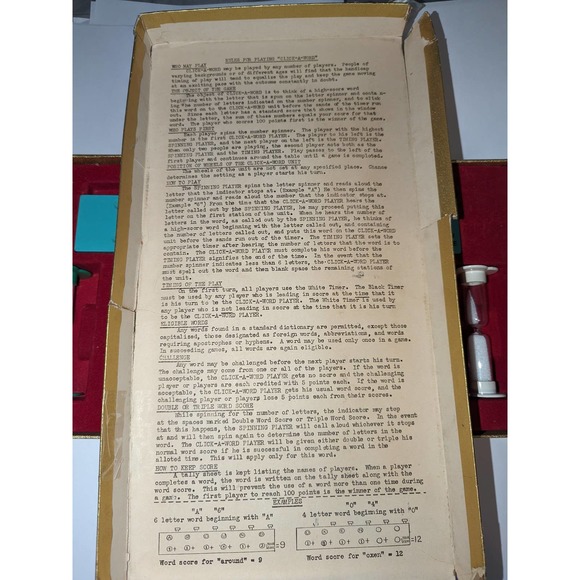 RULES FOR PLAYING "CLICK-A-WORD"
WHO MAY PLAY
CLICK-A-WORD may be played by any number of players. People of
varying backgrounds or of different ages will find that the handicap
timing of play will tend to equalize the play and keep the game moving
at an exciting pace with the outcome constantly in doubt.
THE OBJECT OF THE GAME
The object of CLICK-A-WORD is to think of a high-score word
beginning with the letter that is spun on the letter spinner and contain-
ing the number of letters indicated on the number spinner, and to click
this word on to the CLICK-A-WORD unit before the sands of the timer run
out. Since each letter has a standard score that shows in the window
under the letter, the sum of these numbers equals your score for that
word. The player who scores 100 points first is the winner of the game.
WHO PLAYS FIRST
Each player spins the number spinner. The player with the highest
number is the CLICK-A-WORD PLAYER. The player to his left is the
SPINNING PLAYER, and the next player on the left is the TIMING PLAYER.
When only two people are playing, the second player acts both as the
SPINNING PLAYER and the TIMING PLAYER. Play passes to the left of the
first player and continues around the table until a game is completed.
POSITION OF WHEELS OF THE CLICK-A-WORD UNIT
The wheels of the unit are not set at any specified place. Chance
determines the setting as a player starts his turn.
HOW TO PLAY
The SPINNING PLAYER spins the letter spinner and reads aloud the
letter that the indicator stops at. (Example "A") He then spins the
number spinner and reads aloud the number that the indicator stops at.
(Example "6") From the time that the CLICK-A-WORD PLAYER hears the
letter called out by the SPINNING PLAYER, he may proceed putting this
letter on the first station of the unit. When he hears the number of
letters in the word, as called out by the SPINNING PLAYER, he thinks of
a high-score word beginning with the letter called out, and containing
the number of letters called out, and puts this word on the CLICK-A-WORD
unit before the sands run out of the timer. The TIMING PLAYER sets the
appropriate timer after hearing the number of letters that the word is to
contain. The CLICK-A-WORD PLAYER must complete his word before the
TIMING PLAYER signifies the end of the time. In the event that the
number spinner indicates less than 6 letters, the CLICK-A-WORD PLAYER
must spell out the word and then blank space the remaining stations of
the unit.
TIMING OF THE PLAY
On the first turn, all players use the White Timer. The Black Timer
must be used by any player who is leading in score at the time that it
is his turn to be the CLICK-A-WORD PLAYER. The White Timer is used by
any player who is not leading in score at the time that it is his turn
to be the CLICK-A-WORD PLAYER.
ELIGIBLE WORDS
Any words found in a standard dictionary are permitted, except those
capitalized, those designated as foreign words, abbreviations, and words
requiring apostrophes or hyphens. A word may be used only once in a game.
In succeeding games, all words are again eligible.
CHALLENGE
Any word may be challenged before the next player starts his turn.
The challenge may come from one or all of the players. If the word is
unacceptable, the CLICK-A-WORD PLAYER gets no score and the challenging
player or players are each credited with 5 points each. If the word is
acceptable, the CLICK-A-WORD PLAYER gets his usual word score, and the
challenging player or players lose 5 points each from their scores.
DOUBLE OR TRIPLE WORD SCORE
While spinning for the number of letters, the indicator may stop
at the spaces marked Double Word Score or Triple Word Score. In the event
that this happens, the SPINNING PLAYER will call aloud whichever it stops
at and will then spin again to determine the number of letters in the
word. The CLICK-A-WORD PLAYER will be given either double or triple his
normal word score if he is successful in completing a word in the
alloted time. This will apply only for this word.
HOW TO KEEP SCORE
A tally sheet is kept listing the names of players. When a player
completes a word, the word is written on the tally sheet along with the
word score. This will prevent the use of a word more than one time during
a game. The first player to reach 100 points is the winner of the game.
EXAMPLES
"A" "6"
6 letter word beginning with "A"
=9
Word score for "around" = 9
"O" "4"
4 letter word beginning with "O"
=12
Word score for "oxen" = 12